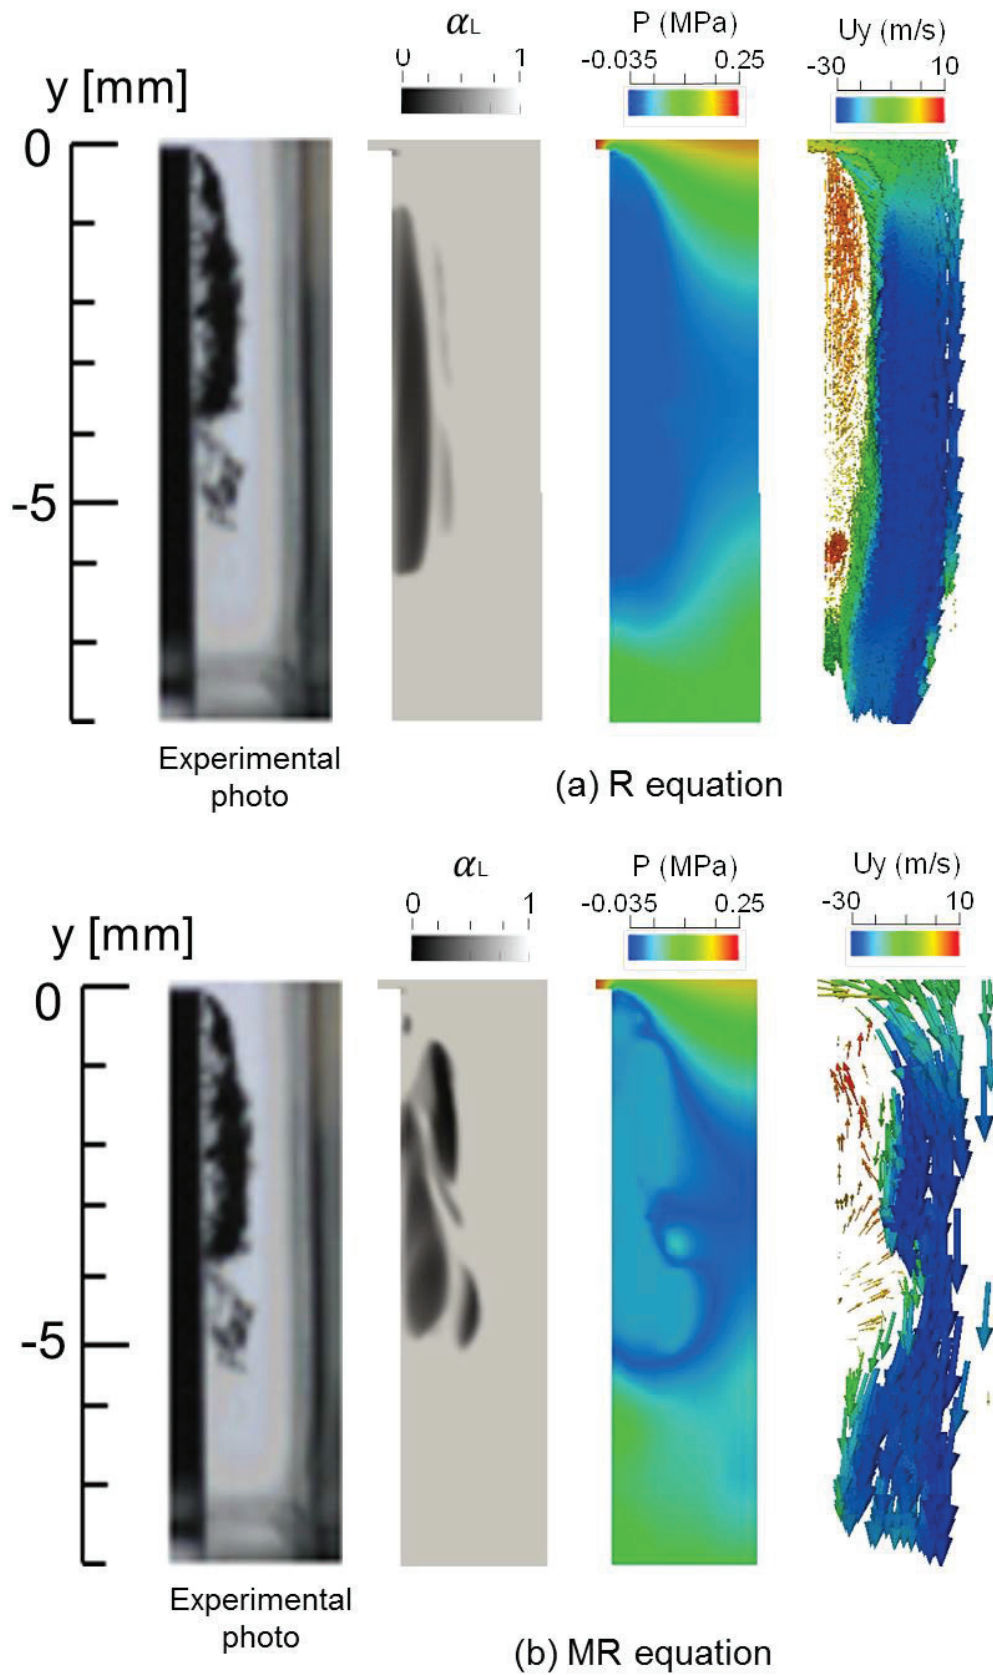 αL
0 1
P (MPa)
-0.035 0.25
Uy (m/s)
-30 10
y [mm]
0
-5
Experimental
photo
(a) R equation
αL
0 1
P (MPa)
-0.035 0.25
Uy (m/s)
-30 10
y [mm]
0
-5
Experimental
photo
(b) MR equation